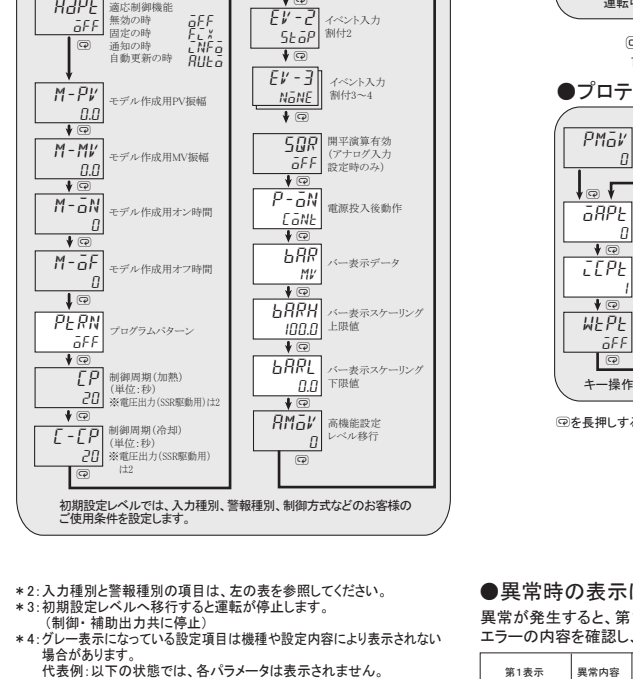 適応制御機能
無効の時 oFF
固定の時 FiX
通知の時 iNFo
自動更新の時 AUto
AdPt
oFF
M-PV
0.0
モデル作成用PV振幅
M-MV
0.0
モデル作成用MV振幅
M-oN
0
モデル作成用オン時間
M-oF
0
モデル作成用オフ時間
PtRN
oFF
プログラムパターン
CP
20
制御周期(加熱)
(単位:秒)
※電圧出力(SSR駆動用)は2
C-CP
20
制御周期(冷却)
(単位:秒)
※電圧出力(SSR駆動用)
は2
EV-2
StoP
イベント入力
割付2
EV-3
NoNE
イベント入力
割付3～4
SQR
oFF
開平演算有効
(アナログ入力
設定時のみ)
P-oN
CoNt
電源投入後動作
bAR
MV
バー表示データ
bARH
100.0
バー表示スケーリング
上限値
bARL
0.0
バー表示スケーリング
下限値
AMoV
0
高機能設定
レベル移行
初期設定レベルでは、入力種別、警報種別、制御方式などのお客様の
ご使用条件を設定します。
＊2：入力種別と警報種別の項目は、左の表を参照してください。
＊3：初期設定レベルへ移行すると運転が停止します。
（制御・補助出力共に停止）
＊4：グレー表示になっている設定項目は機種や設定内容により表示されない
場合があります。
代表例：以下の状態では、各パラメータは表示されません。
運転
●プロテ
PMoV
0
oAPt
0
iCPt
1
WtPt
oFF
キー操作
を長押しする
●異常時の表示
異常が発生すると、第1
エラーの内容を確認し、
第1表示
異常内容